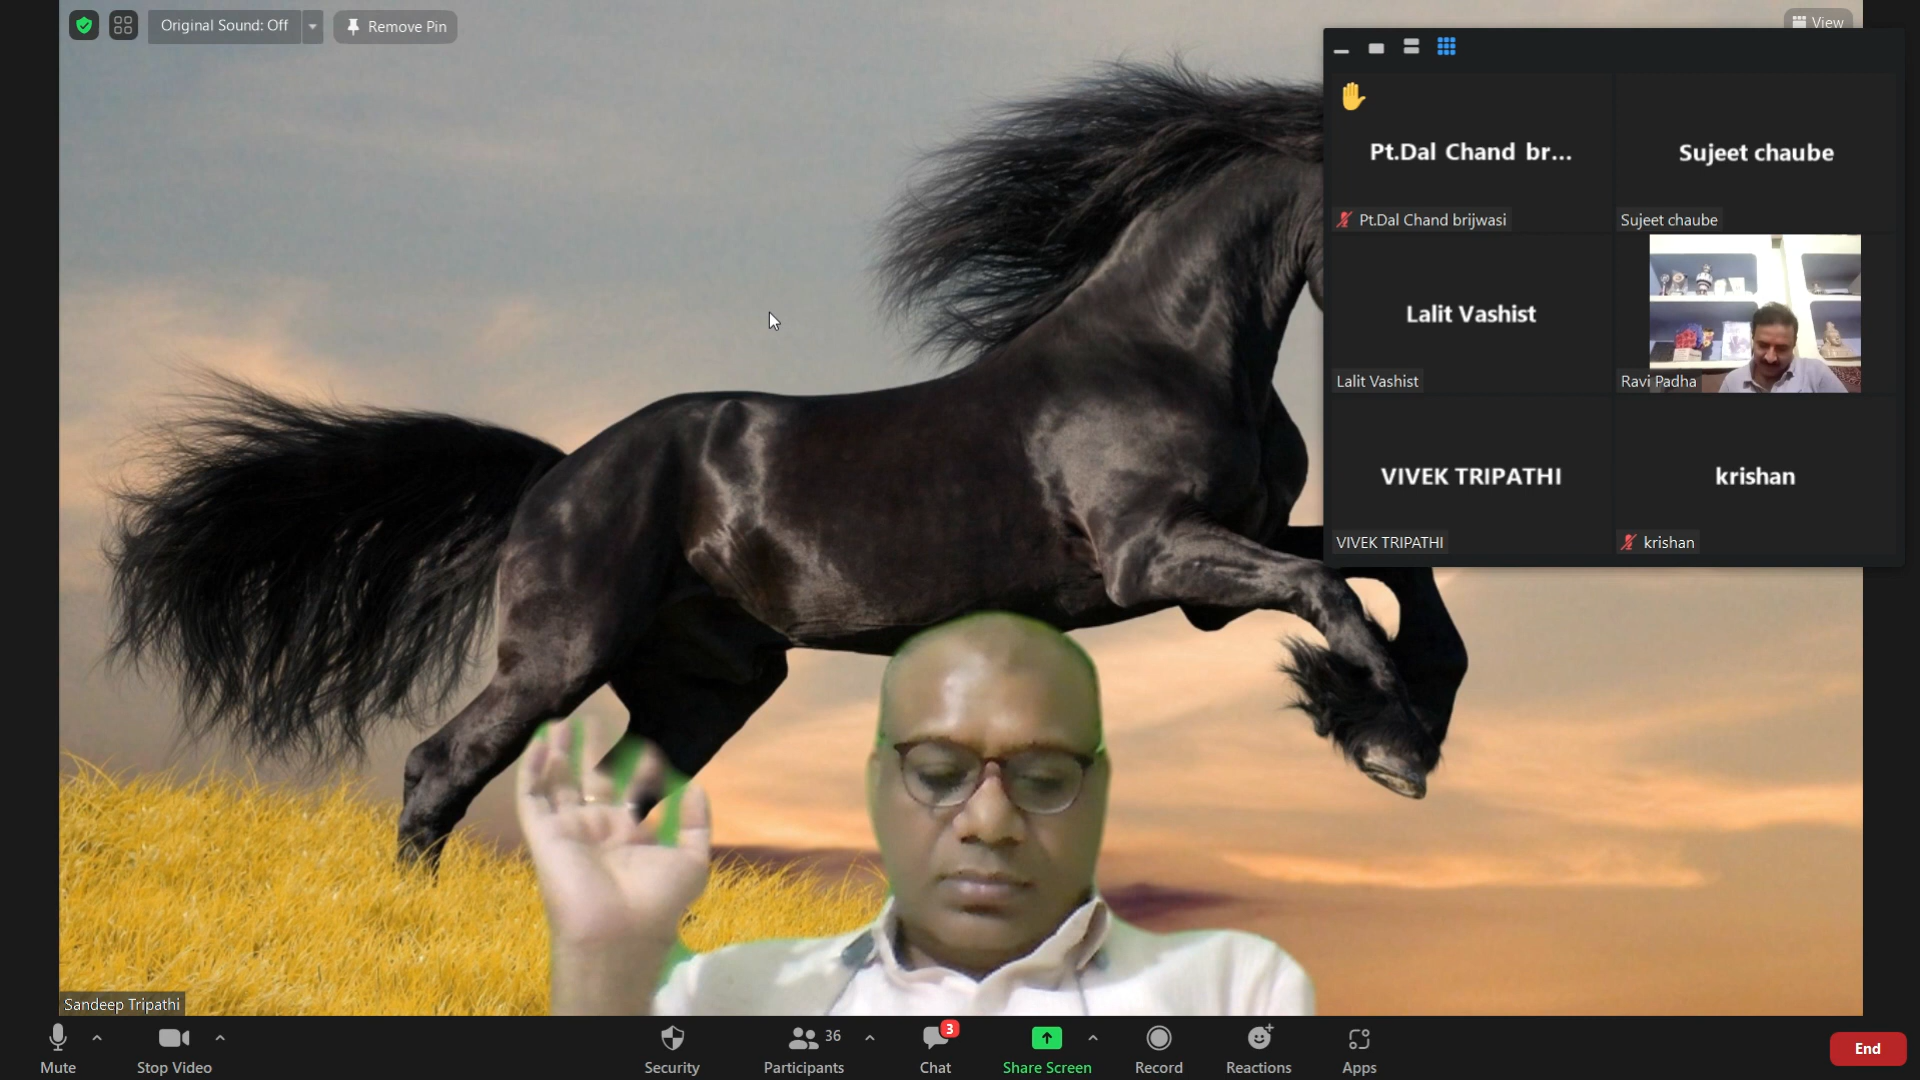 Original Sound: Off
Remove Pin
View
Pt.Dal Chand br...
Sujeet chaube
Pt.Dal Chand brijwasi
Sujeet chaube
Lalit Vashist
Lalit Vashist
Ravi Padha
VIVEK TRIPATHI
krishan
VIVEK TRIPATHI
krishan
Sandeep Tripathi
Mute
Stop Video
Security
36
Participants
3
Chat
Share Screen
Record
Reactions
Apps
End